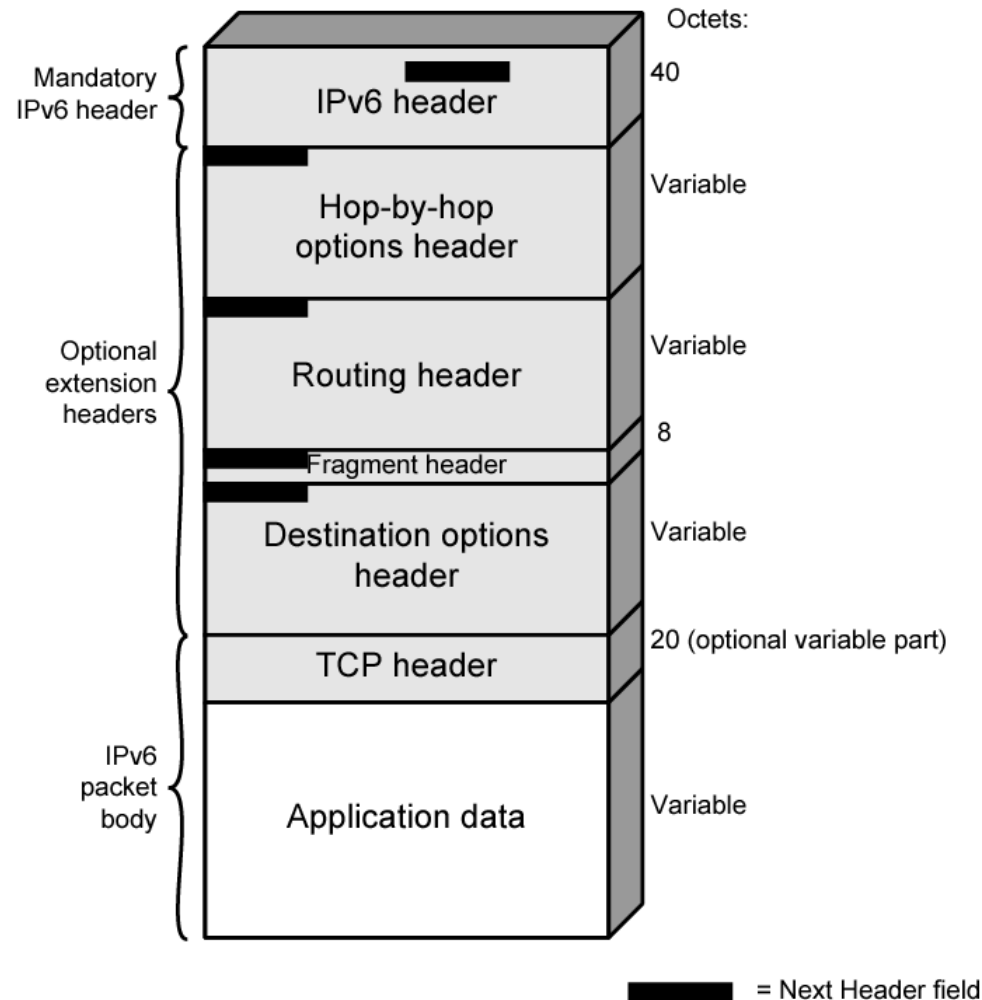 Octets:
Mandatory
IPv6 header
IPv6 header
40
Hop-by-hop
options header
Variable
Optional
extension
headers
Routing header
Variable
Fragment header
8
Destination options
header
Variable
TCP header
20 (optional variable part)
IPv6
packet
body
Application data
Variable
= Next Header field